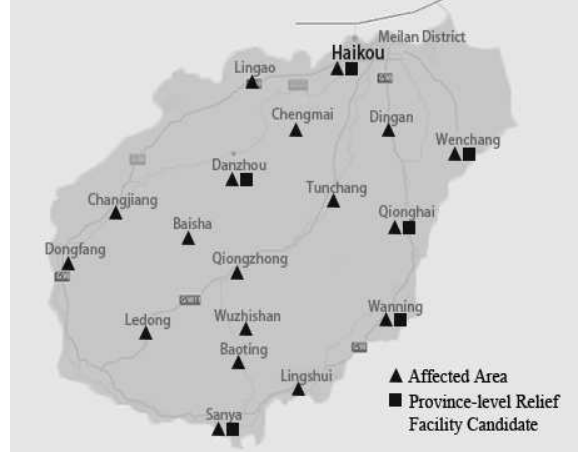 Meilan District
Haikou
Lingao
Chengmai
Dingan
Wenchang
Danzhou
Tunchang
Changjiang
Qionghai
Baisha
Dongfang
Qiongzhong
Wanning
Ledong
Wuzhishan
Baoting
Lingshui
Sanya
Affected Area
Province-level Relief
Facility Candidate